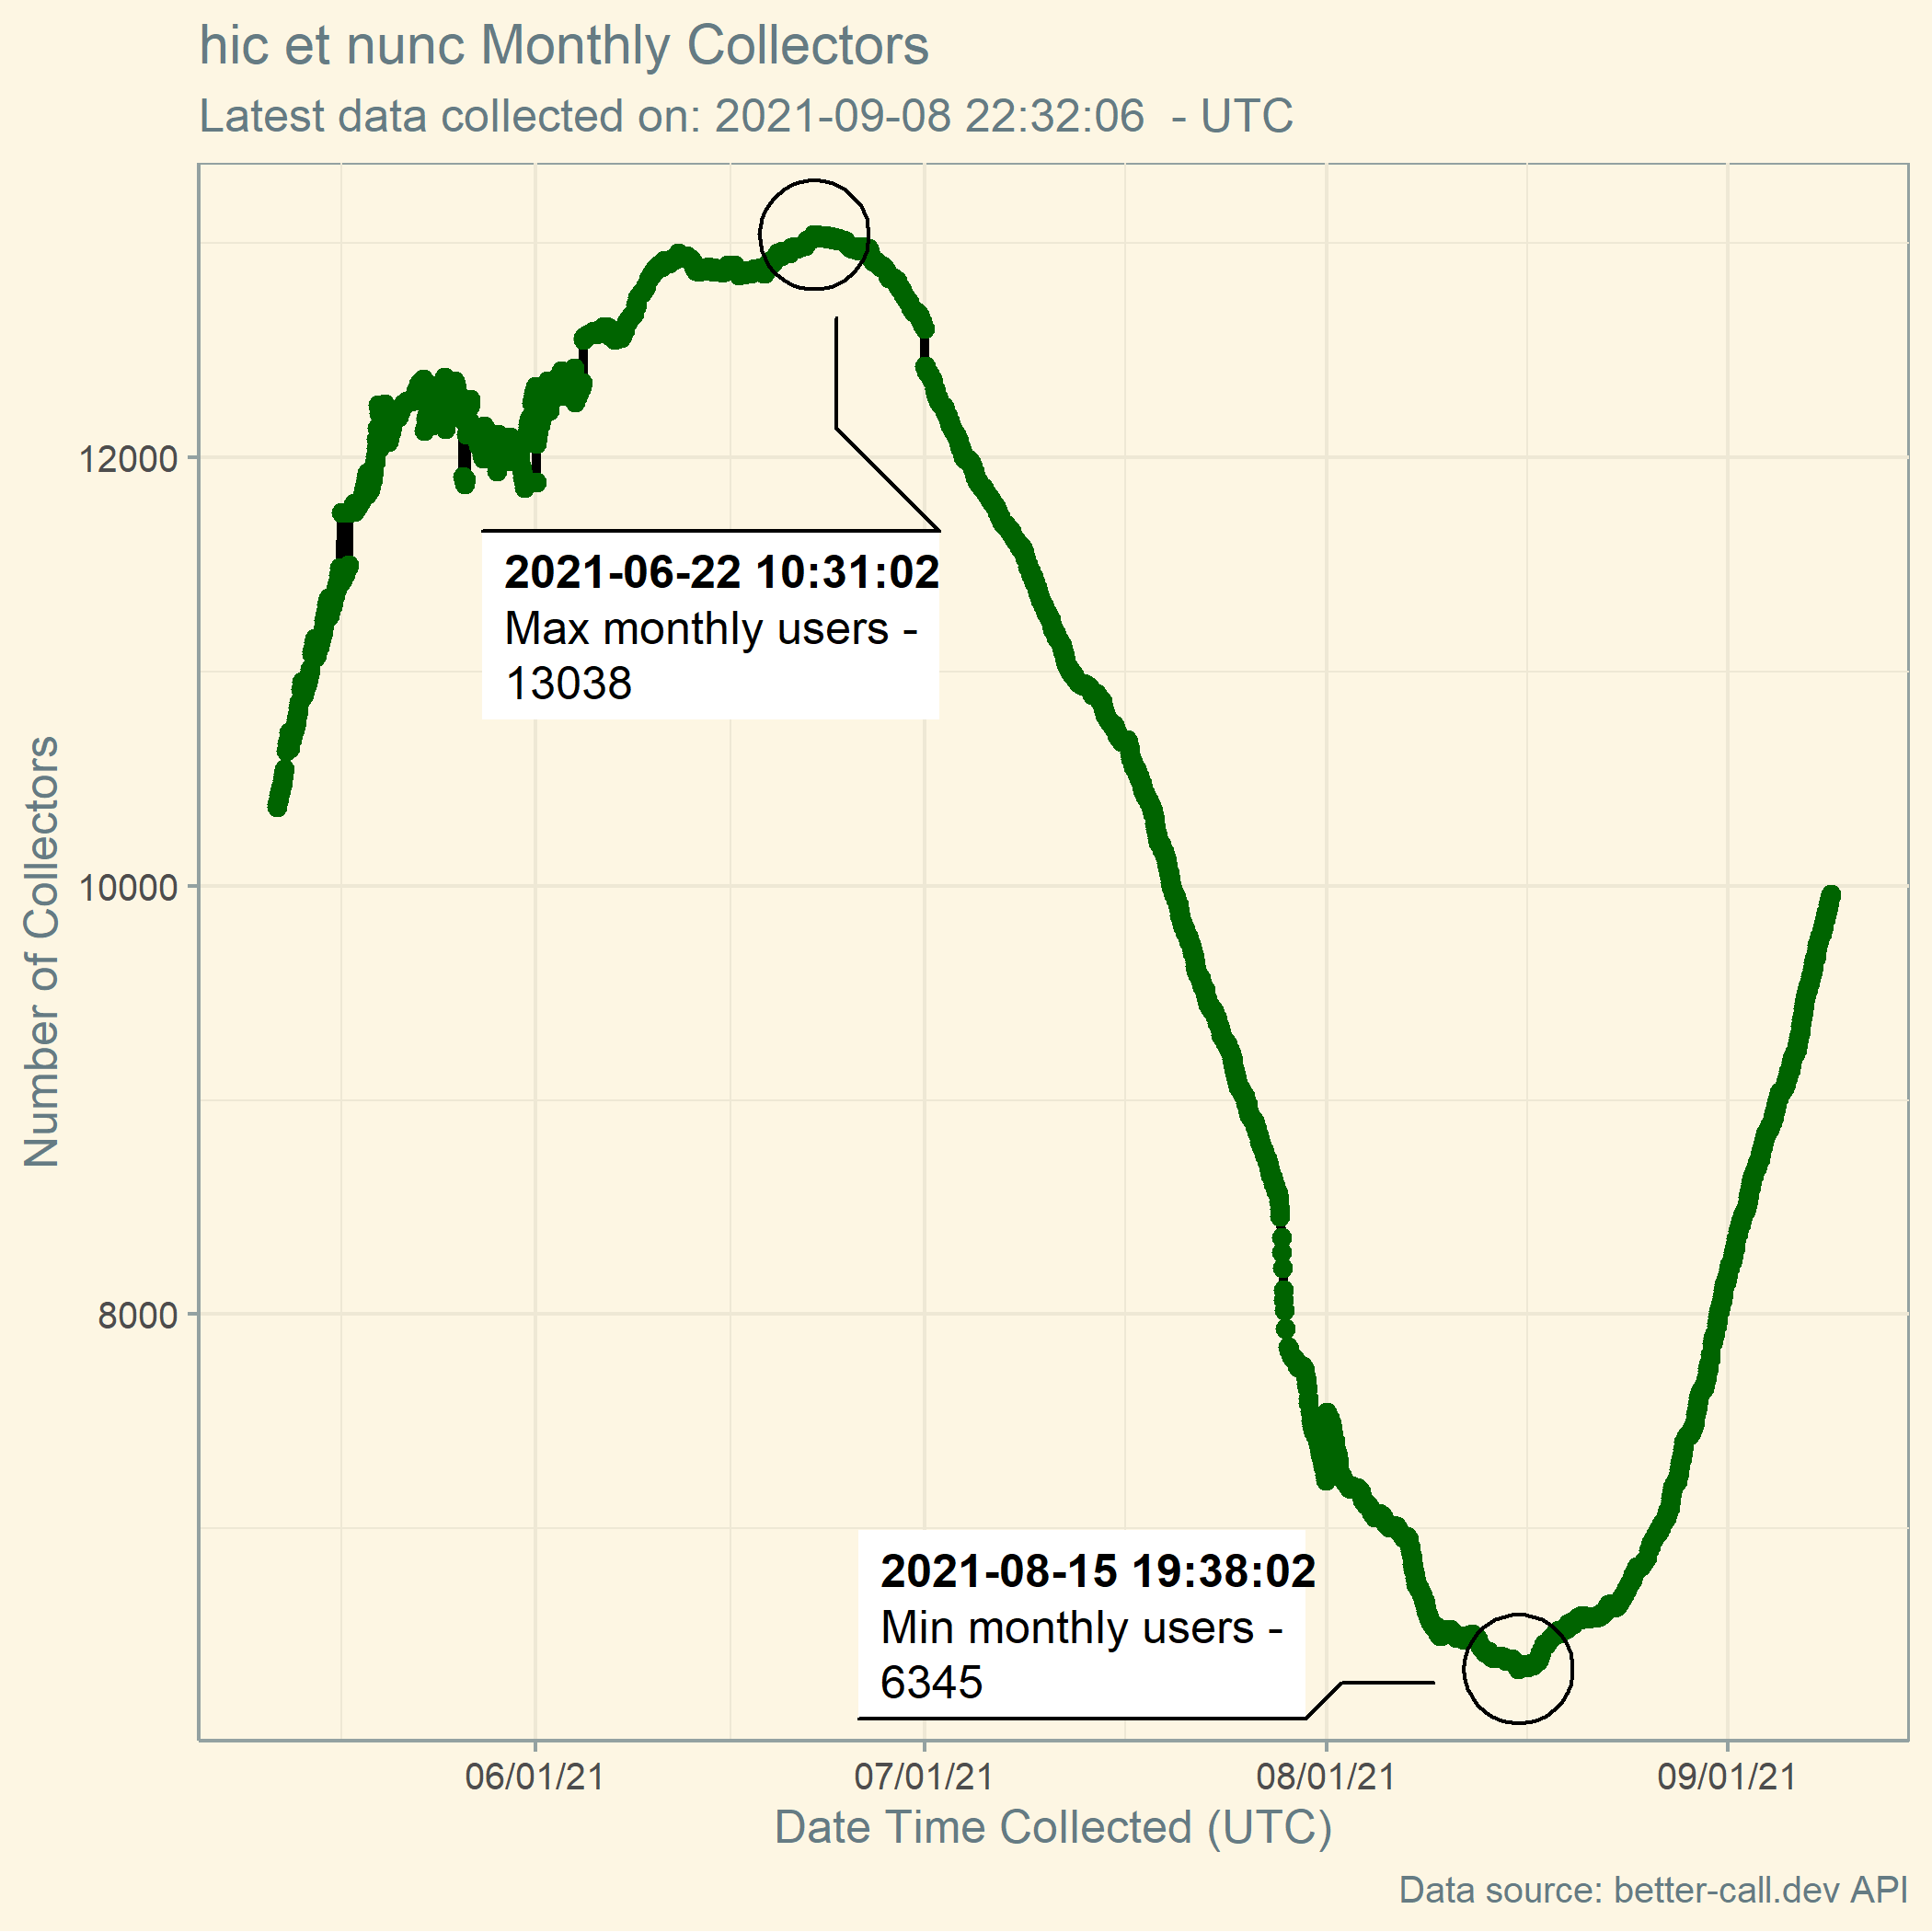 hic et nunc Monthly Collectors
Latest data collected on: 2021-09-08 22:32:06  - UTC
Number of Collectors
12000
10000
8000
2021-06-22 10:31:02
Max monthly users -
13038
2021-08-15 19:38:02
Min monthly users -
6345
06/01/21
07/01/21
08/01/21
09/01/21
Date Time Collected (UTC)
Data source: better-call.dev API